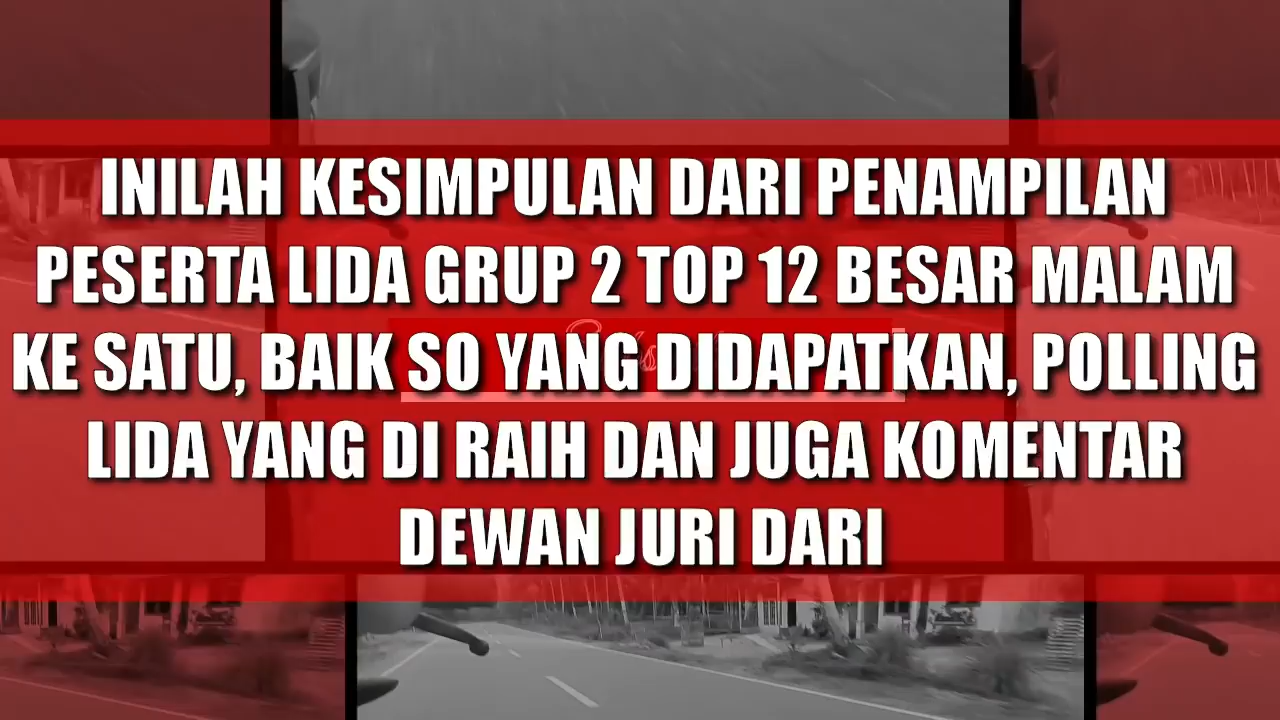 INILAH KESIMPULAN DARI PENAMPILAN
PESERTA LIDA GRUP 2 TOP 12 BESAR MALAM
KE SATU, BAIK SO YANG DIDAPATKAN, POLLING
LIDA YANG DI RAIH DAN JUGA KOMENTAR
DEWAN JURI DARI